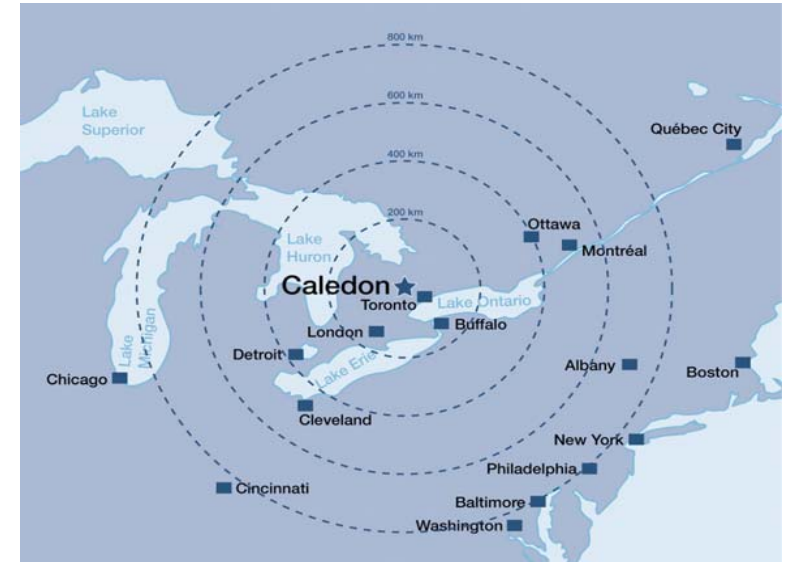 800 km
600 km
400 km
200 km
Lake
Superior
Québec City
Ottawa
Montréal
Lake
Huron
Caledon
Toronto
Lake Ontario
London
Buffalo
Detroit
Lake Erie
Lake
Michigan
Chicago
Albany
Boston
Cleveland
New York
Philadelphia
Cincinnati
Baltimore
Washington